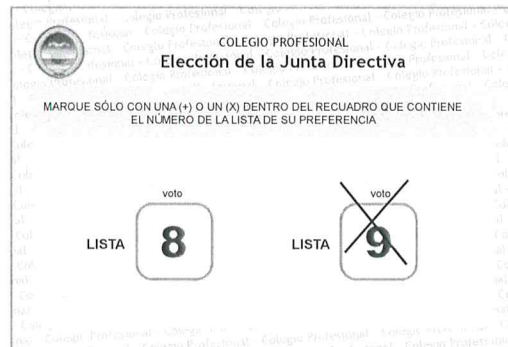 COLEGIO PROFESIONAL
Elección de la Junta Directiva
MARQUE SÓLO CON UNA (+) O UN (X) DENTRO DEL RECUADRO QUE CONTIENE
EL NÚMERO DE LA LISTA DE SU PREFERENCIA
voto voto
LISTA 8 LISTA 9